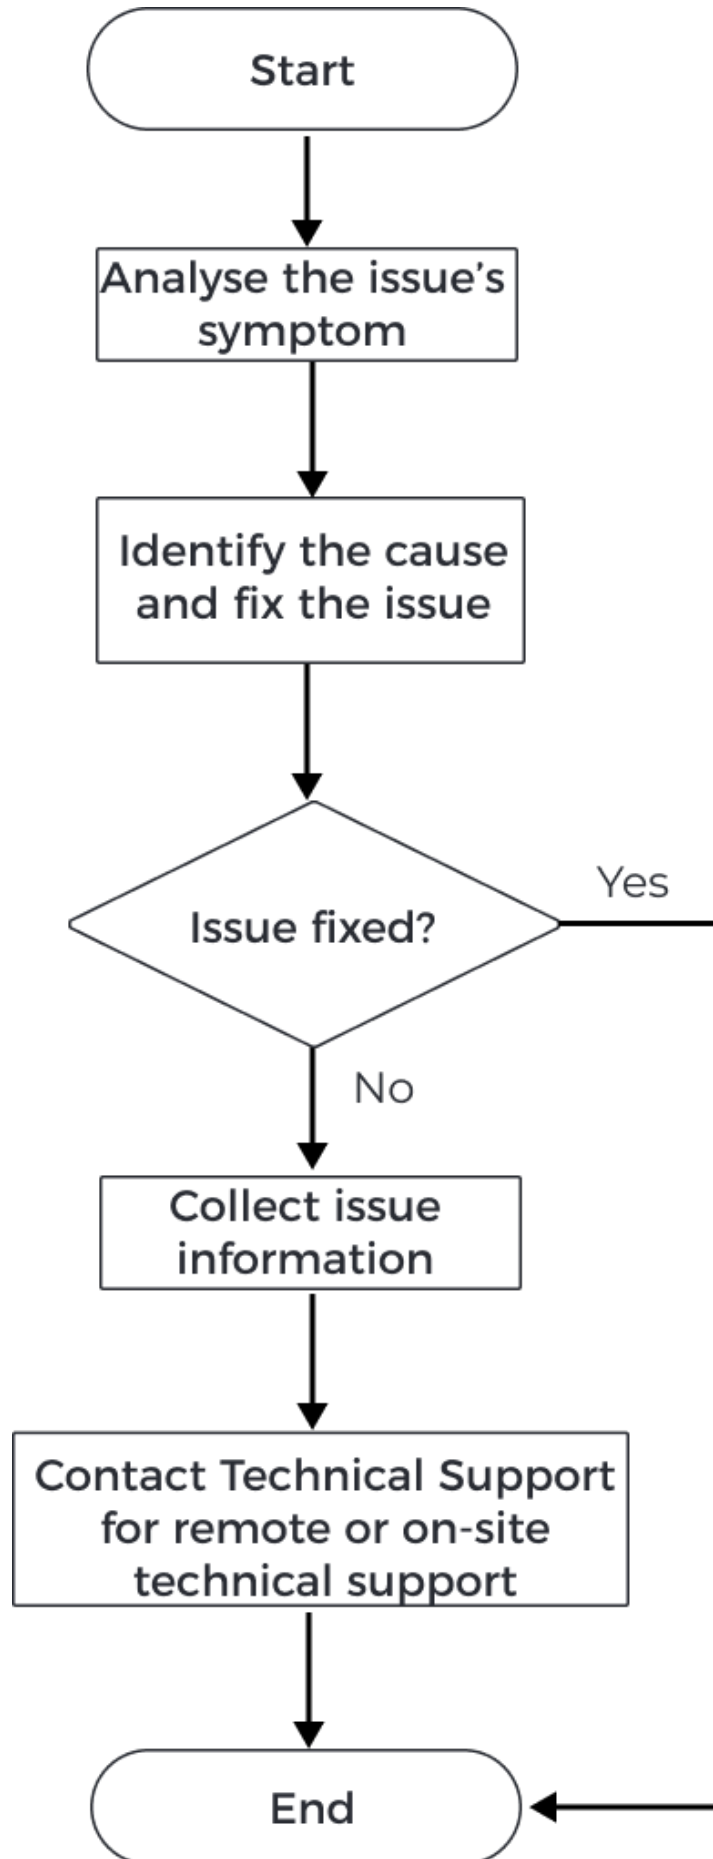 Start
Analyse the issue’s
symptom
Identify the cause
and fix the issue
Issue fixed?
Yes
No
Collect issue
information
Contact Technical Support
for remote or on-site
technical support
End